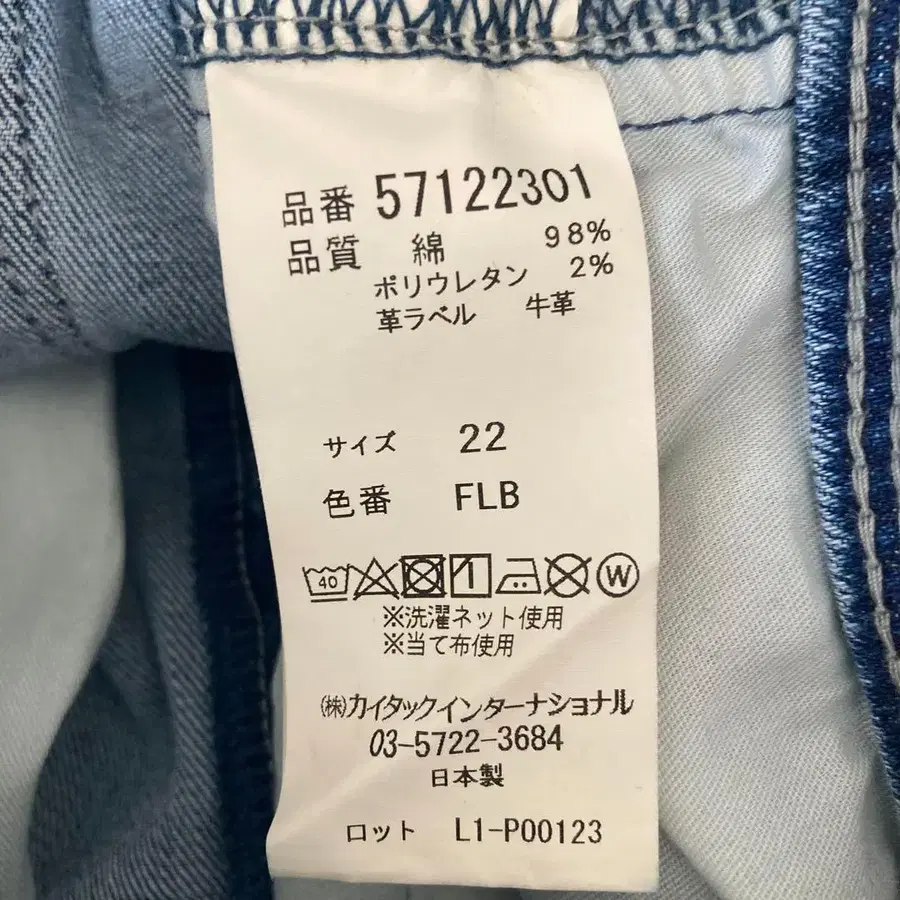 品番 57122301
品質 綿 98%
ポリウレタン 2%
革ラベル 牛革
サイズ 22
色番 FLB
40 W
※洗濯ネット使用
※当て布使用
㈱カイタックインターナショナル
03-5722-3684
日本製
ロット L1-P00123